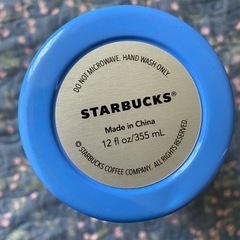 DO NOT MICROWAVE. HAND WASH ONLY.
STARBUCKS®
Made in China
12 fl oz/355 mL
© STARBUCKS COFFEE COMPANY. ALL RIGHTS RESERVED.